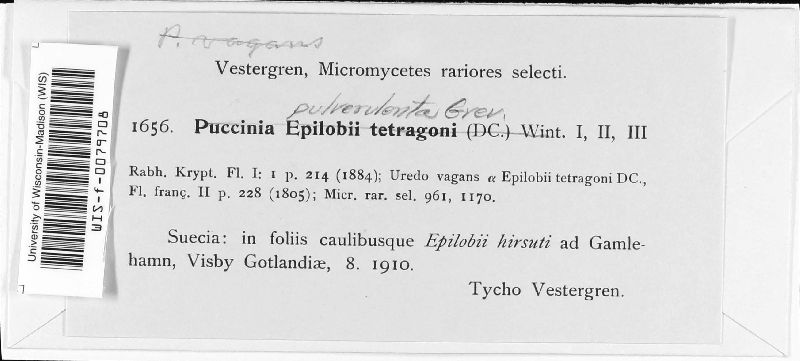 P. vagans
Vestergren, Micromycetes rariores selecti.
pulverulenta Grev.
1656. Puccinia Epilobii tetragoni (DC.) Wint. I, II, III
Rabh. Krypt. Fl. I: 1 p. 214 (1884); Uredo vagans α Epilobii tetragoni DC.,
Fl. franç. II p. 228 (1805); Micr. rar. sel. 961, 1170.
Suecia: in foliis caulibusque Epilobii hirsuti ad Gamle-
hamn, Visby Gotlandiæ, 8. 1910.
Tycho Vestergren.
University of Wisconsin-Madison (WIS)
WIS-f-0079708